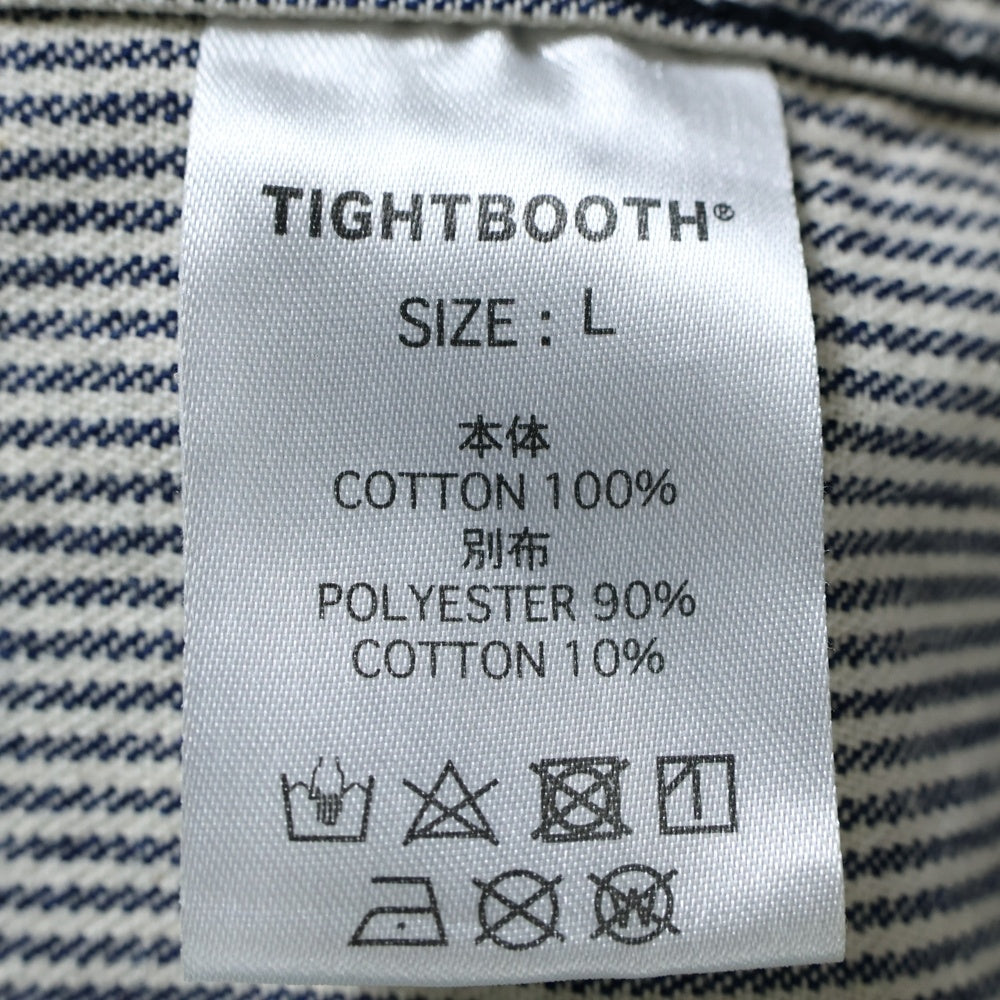 TIGHTBOOTH®
SIZE : L
本体
COTTON 100%
別布
POLYESTER 90%
COTTON 10%
W